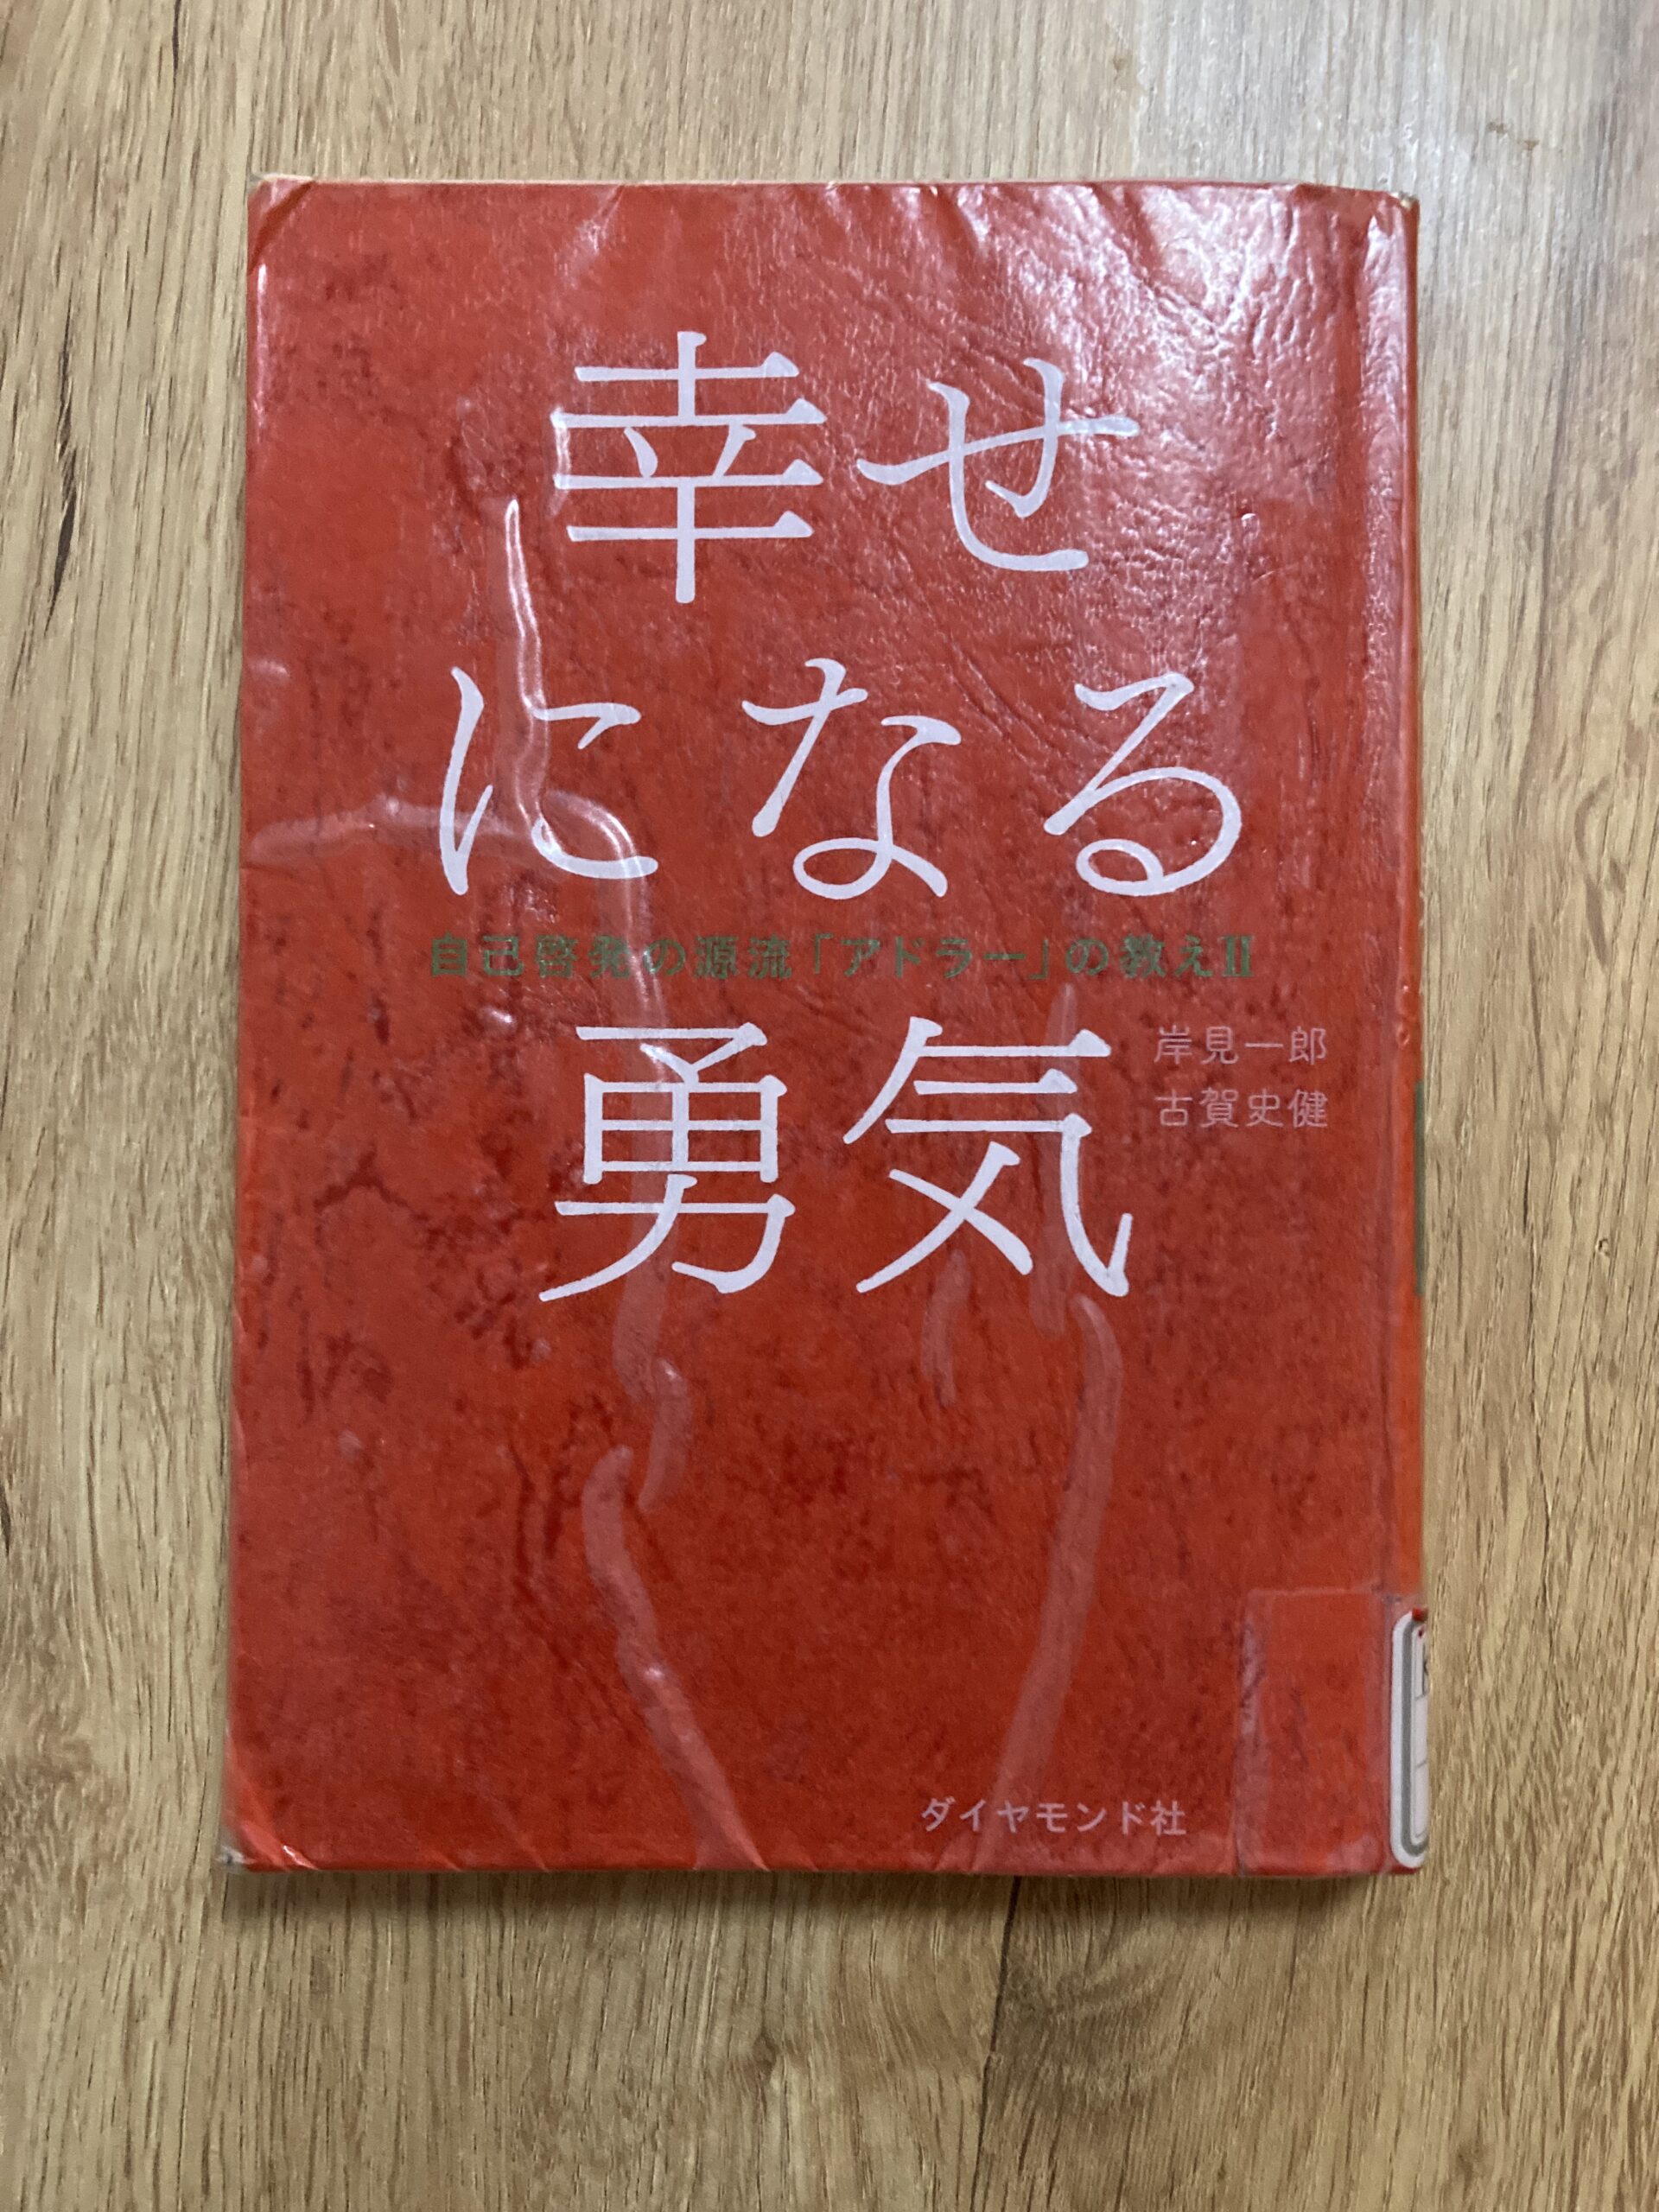 幸せ
になる
自己啓発の源流「アドラー」の教えⅡ
勇気
岸見一郎
古賀史健
ダイヤモンド社